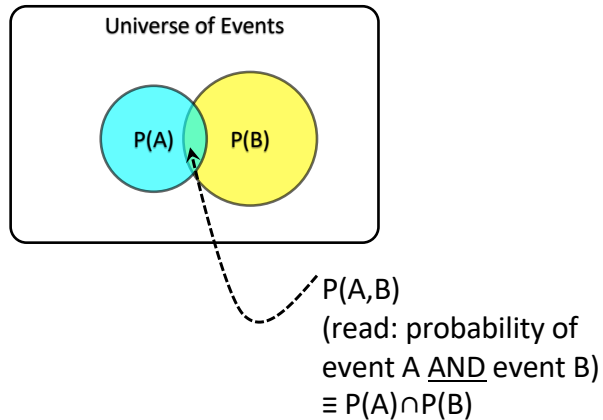 Universe of Events
P(A)
P(B)
P(A,B)
(read: probability of
event A AND event B)
≡ P(A)∩P(B)